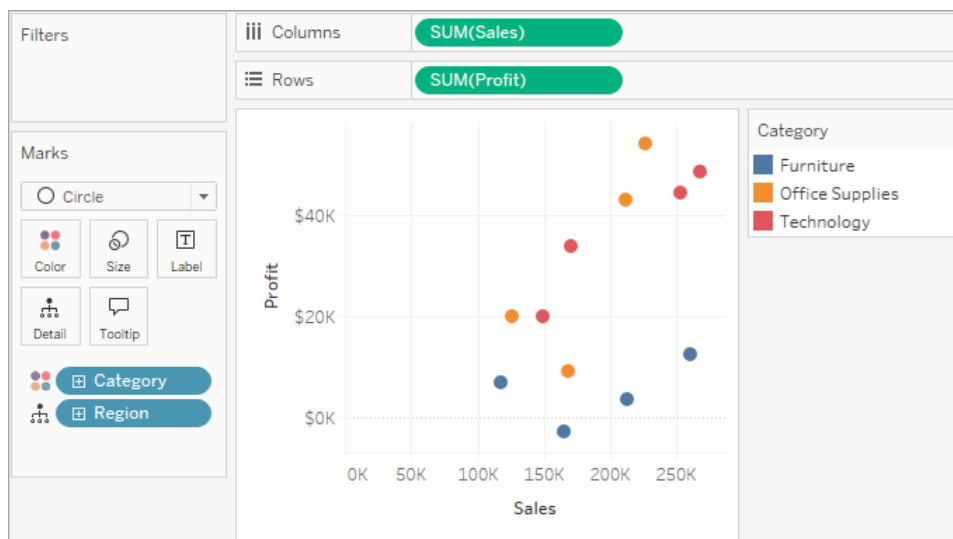 Filters
Columns
SUM(Sales)
Rows
SUM(Profit)
Marks
Circle
Color
Size
T
Label
Detail
Tooltip
Category
Region
Profit
$40K
$20K
$0K
0K 50K 100K 150K 200K 250K
Sales
Category
Furniture
Office Supplies
Technology